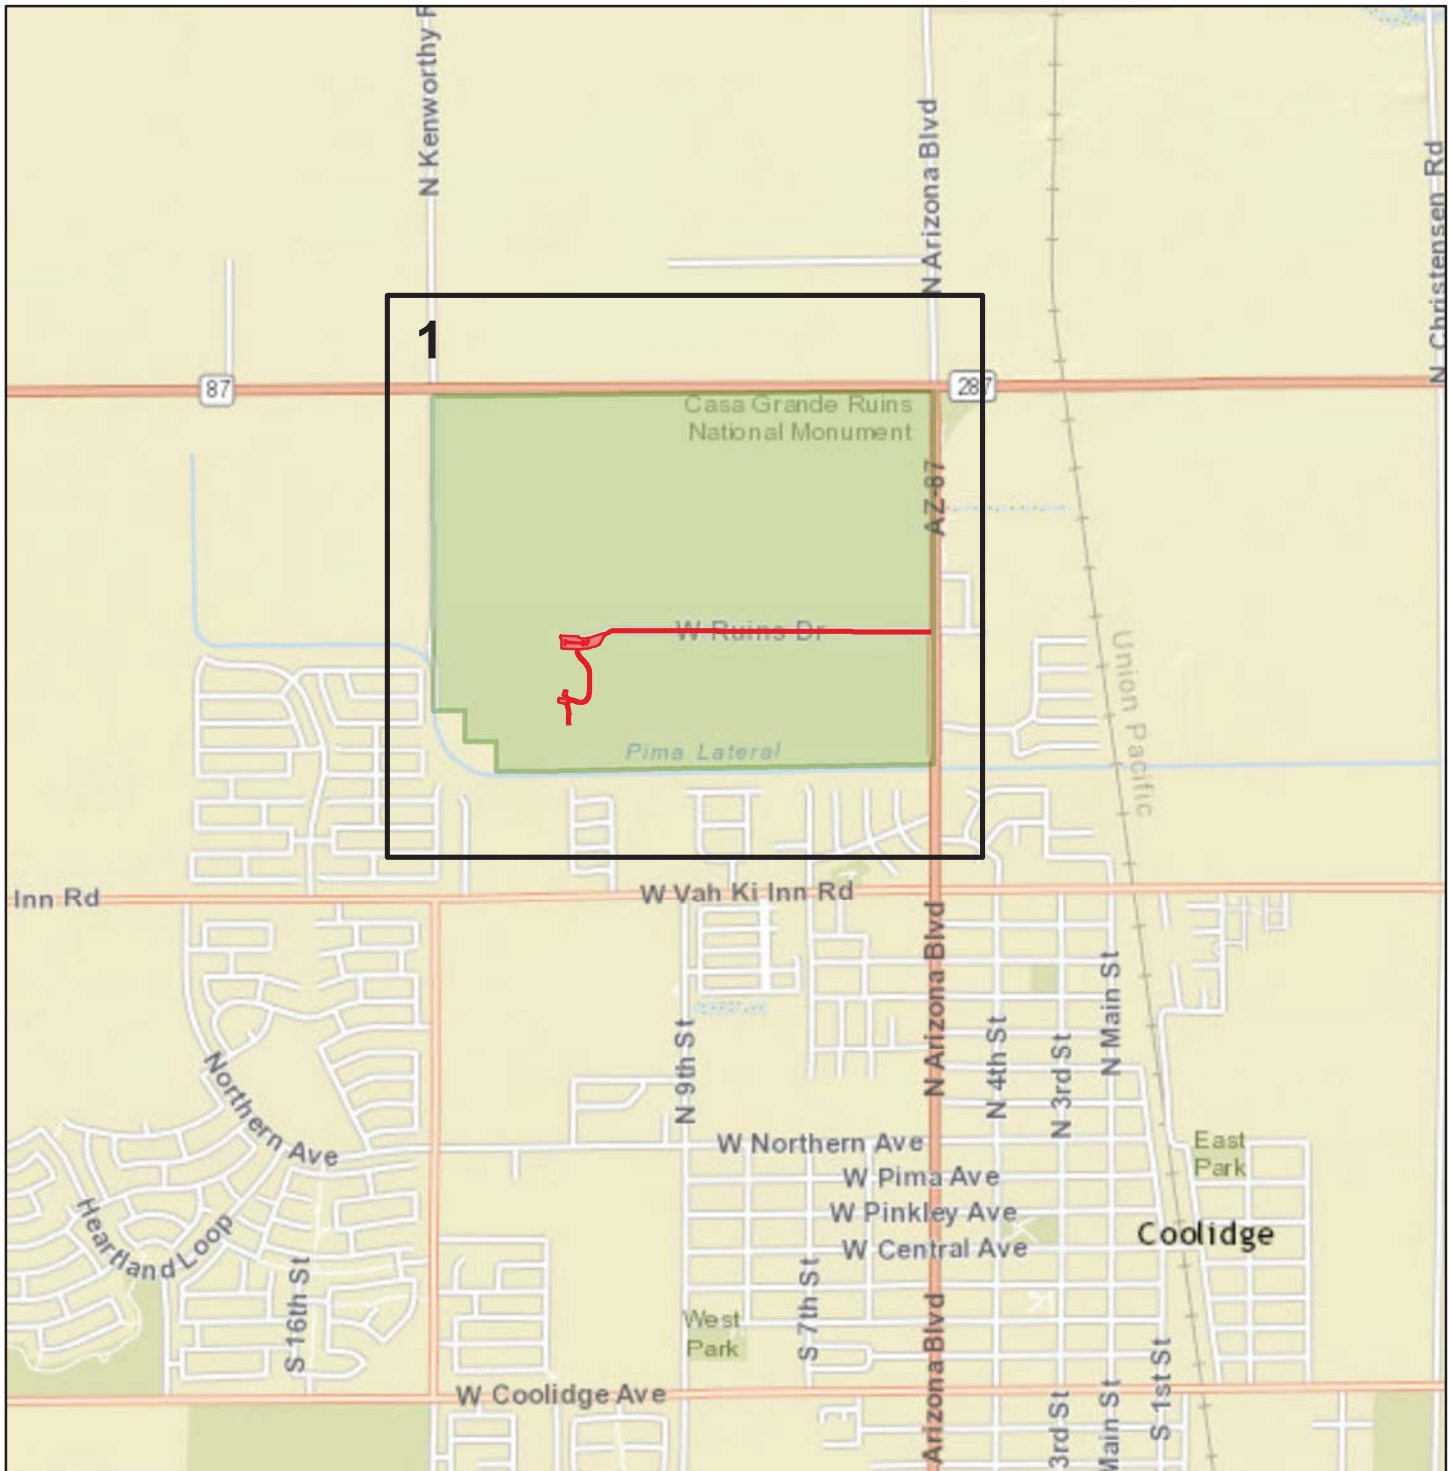 N Kenworthy R
N Arizona Blvd
N Christensen Rd
1
87
287
Casa Grande Ruins
National Monument
AZ-87
W Ruins Dr
Union Pacific
Pima Lateral
Inn Rd
W Vah Ki Inn Rd
N Arizona Blvd
N Main St
N 9th St
N 4th St
N 3rd St
Northern Ave
W Northern Ave
East
Park
W Pima Ave
W Pinkley Ave
Coolidge
W Central Ave
Heartland Loop
S 16th St
S 7th St
West
Park
Arizona Blvd
S 1st St
W Coolidge Ave
3rd St
Main St